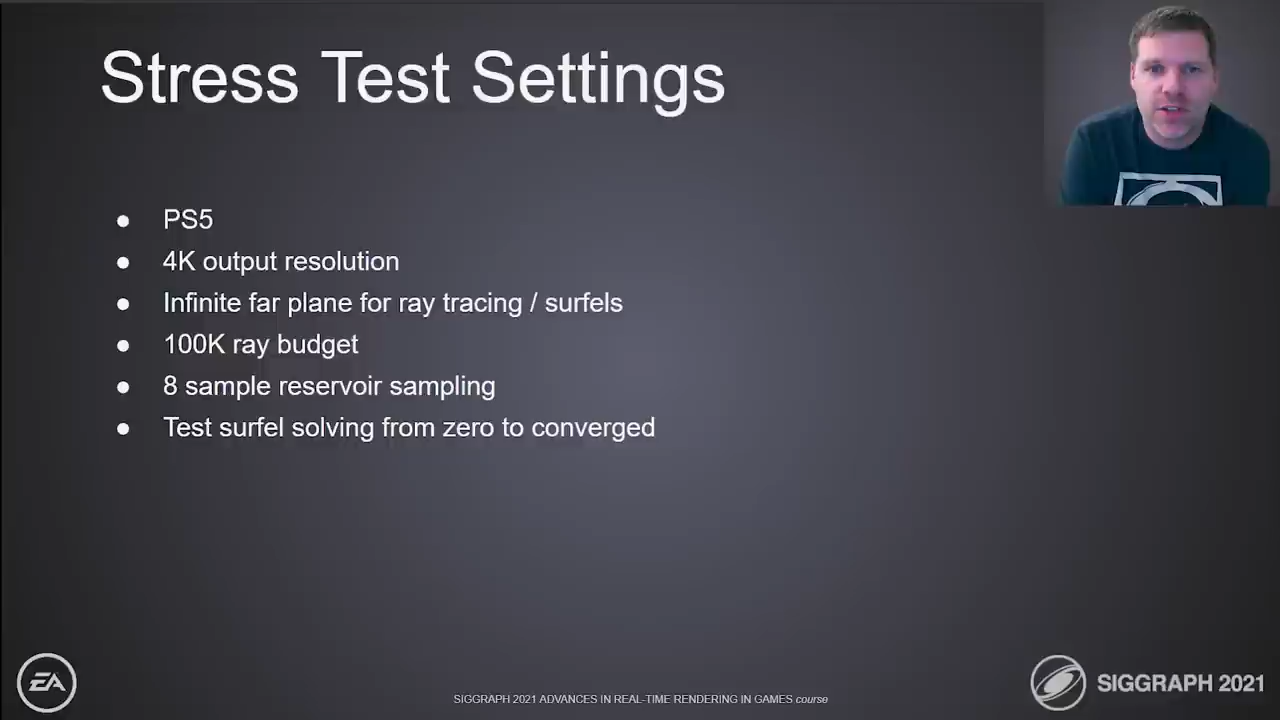 Stress Test Settings
● PS5
● 4K output resolution
● Infinite far plane for ray tracing / surfels
● 100K ray budget
● 8 sample reservoir sampling
● Test surfel solving from zero to converged
EA
SIGGRAPH 2021 ADVANCES IN REAL-TIME RENDERING IN GAMES course
SIGGRAPH 2021